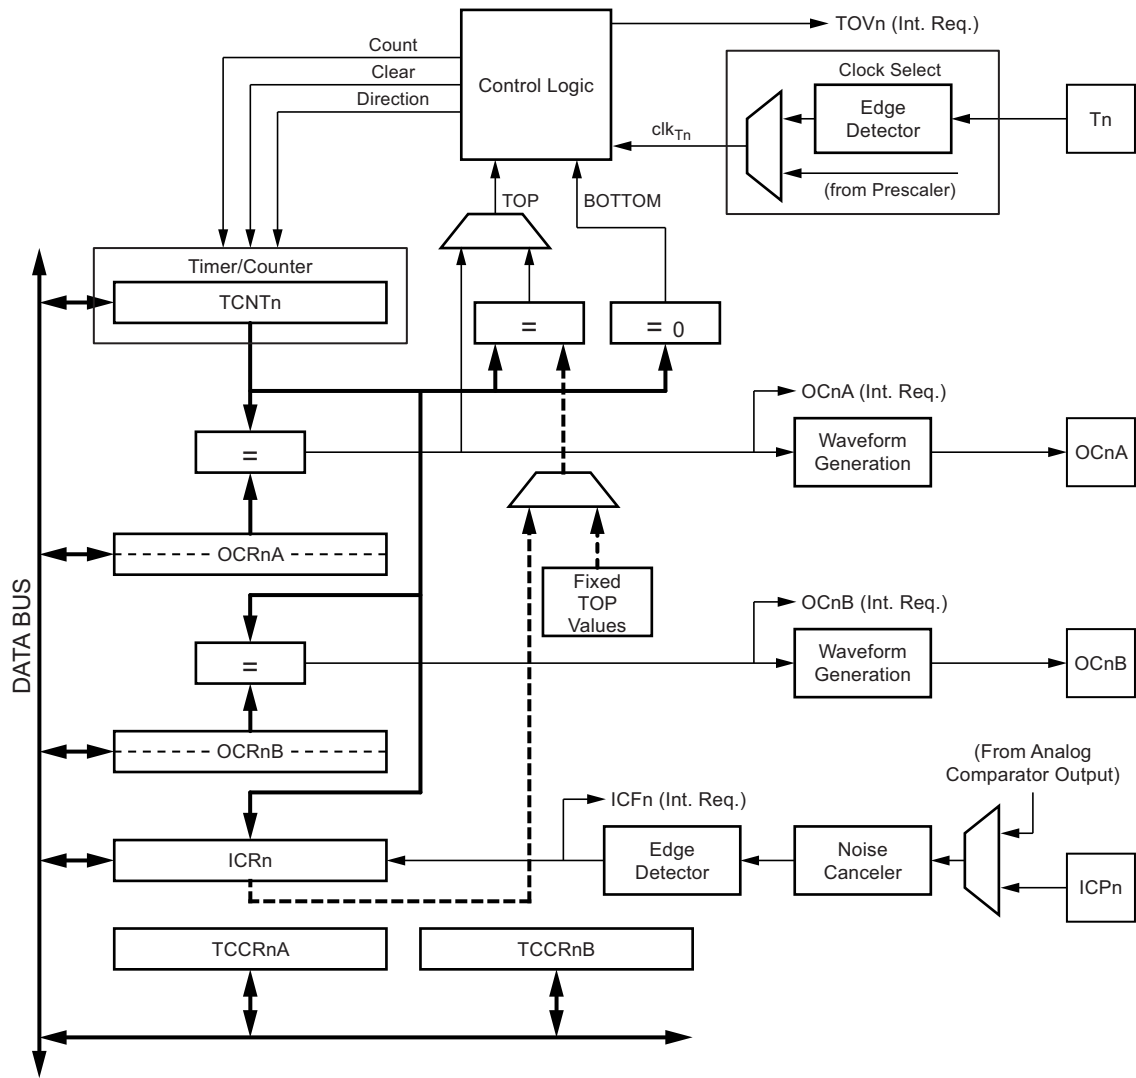 TOVn (Int. Req.)
Count
Clear
Direction
Control Logic
Clock Select
Edge
Detector
Tn
clkTn
(from Prescaler)
TOP
BOTTOM
Timer/Counter
TCNTn
=
= 0
OCnA (Int. Req.)
=
Waveform
Generation
OCnA
OCRnA
Fixed
TOP
Values
DATA BUS
OCnB (Int. Req.)
=
Waveform
Generation
OCnB
OCRnB
(From Analog
Comparator Output)
ICFn (Int. Req.)
ICRn
Edge
Detector
Noise
Canceler
ICPn
TCCRnA
TCCRnB